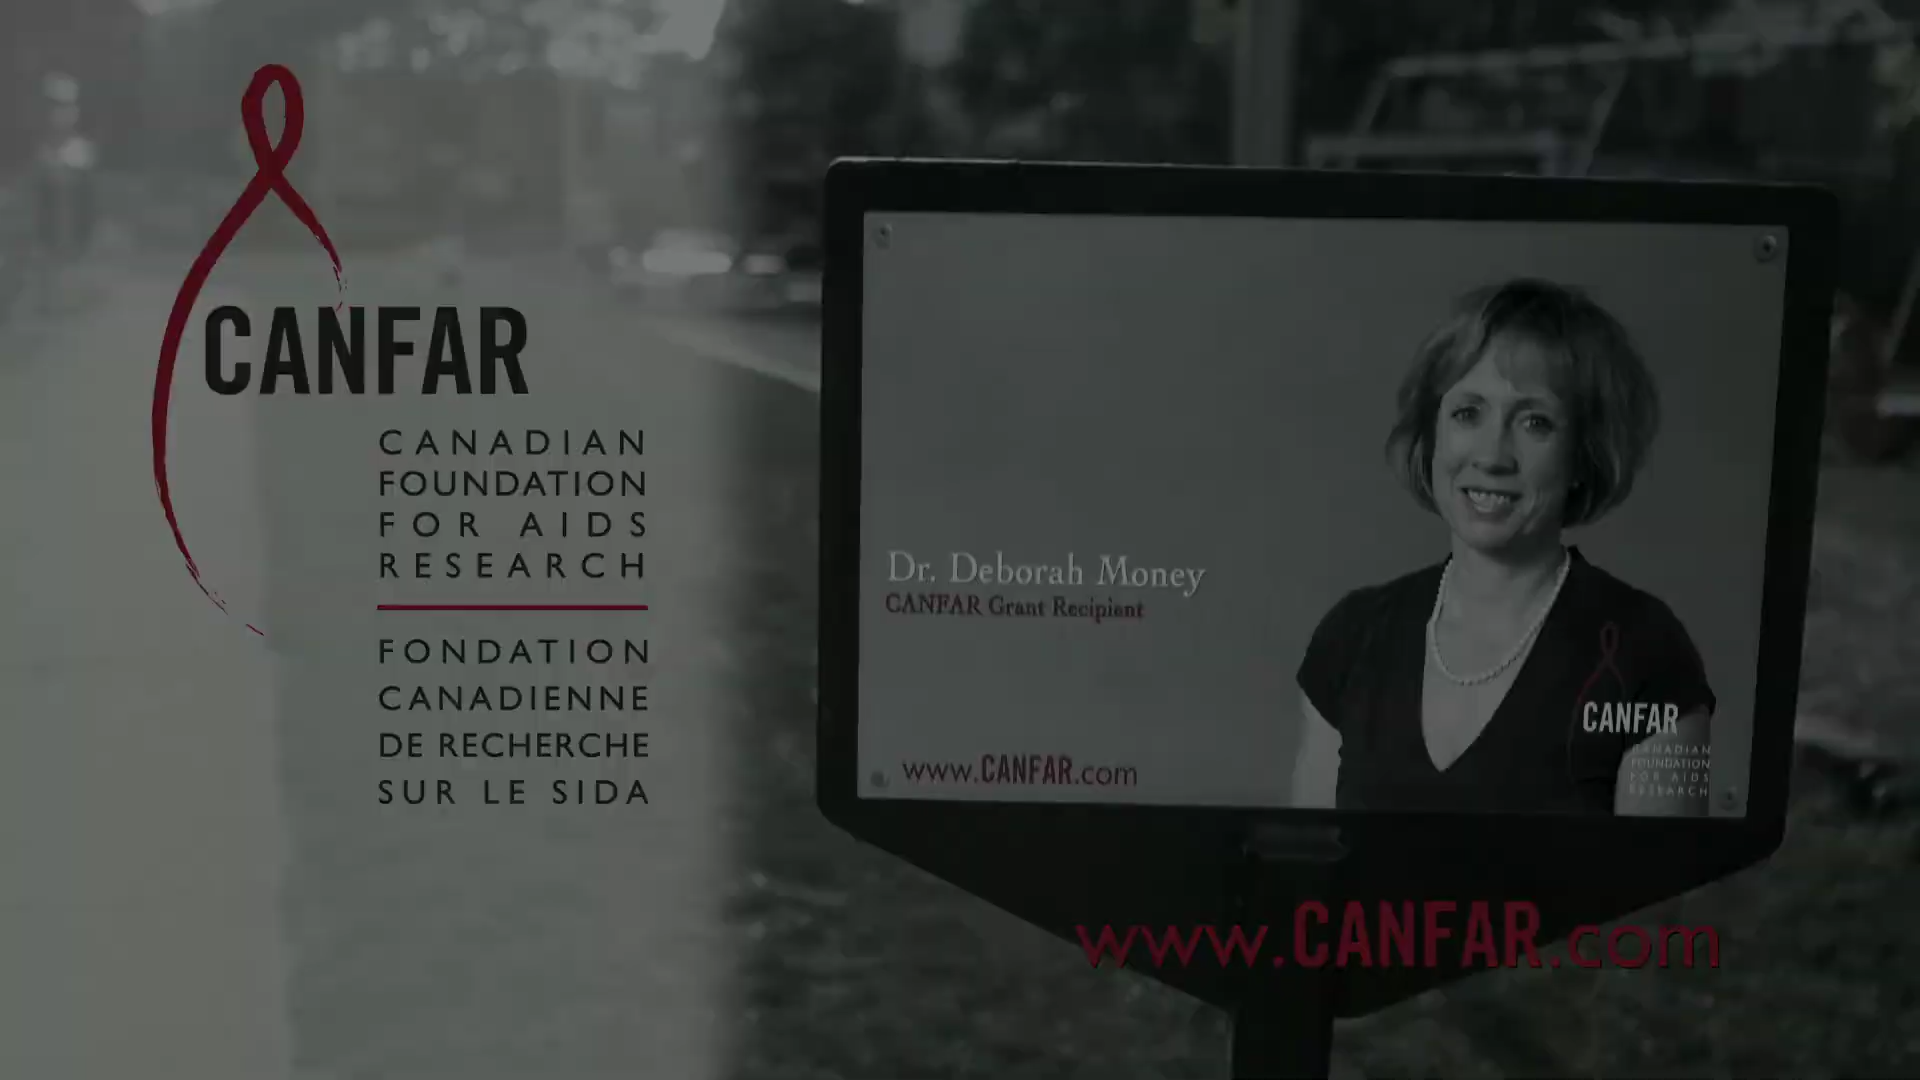 CANFAR
CANADIAN
FOUNDATION
FOR AIDS
RESEARCH
FONDATION
CANADIENNE
DE RECHERCHE
SUR LE SIDA
Dr. Deborah Money
CANFAR Grant Recipient
www.CANFAR.com
CANFAR
CANADIAN
FOUNDATION
FOR AIDS
RESEARCH
www.CANFAR.com